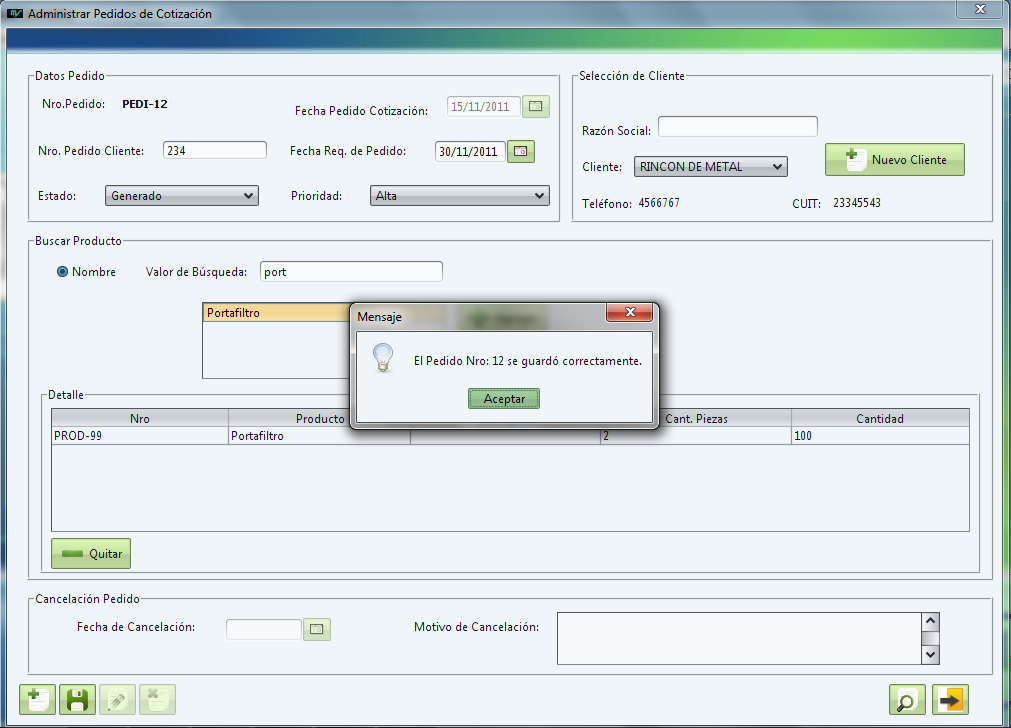 Administrar Pedidos de Cotización
Datos Pedido
Nro.Pedido: PEDI-12
Fecha Pedido Cotización: 15/11/2011
Nro. Pedido Cliente: 234
Fecha Req. de Pedido: 30/11/2011
Estado: Generado
Prioridad: Alta
Selección de Cliente
Razón Social:
Cliente: RINCON DE METAL
Nuevo Cliente
Teléfono: 4566767
CUIT: 23345543
Buscar Producto
Nombre
Valor de Búsqueda: port
Portafiltro
Mensaje
El Pedido Nro: 12 se guardó correctamente.
Aceptar
Detalle
Nro Producto Cant. Piezas Cantidad
PROD-99 Portafiltro 2 100
Quitar
Cancelación Pedido
Fecha de Cancelación:
Motivo de Cancelación: